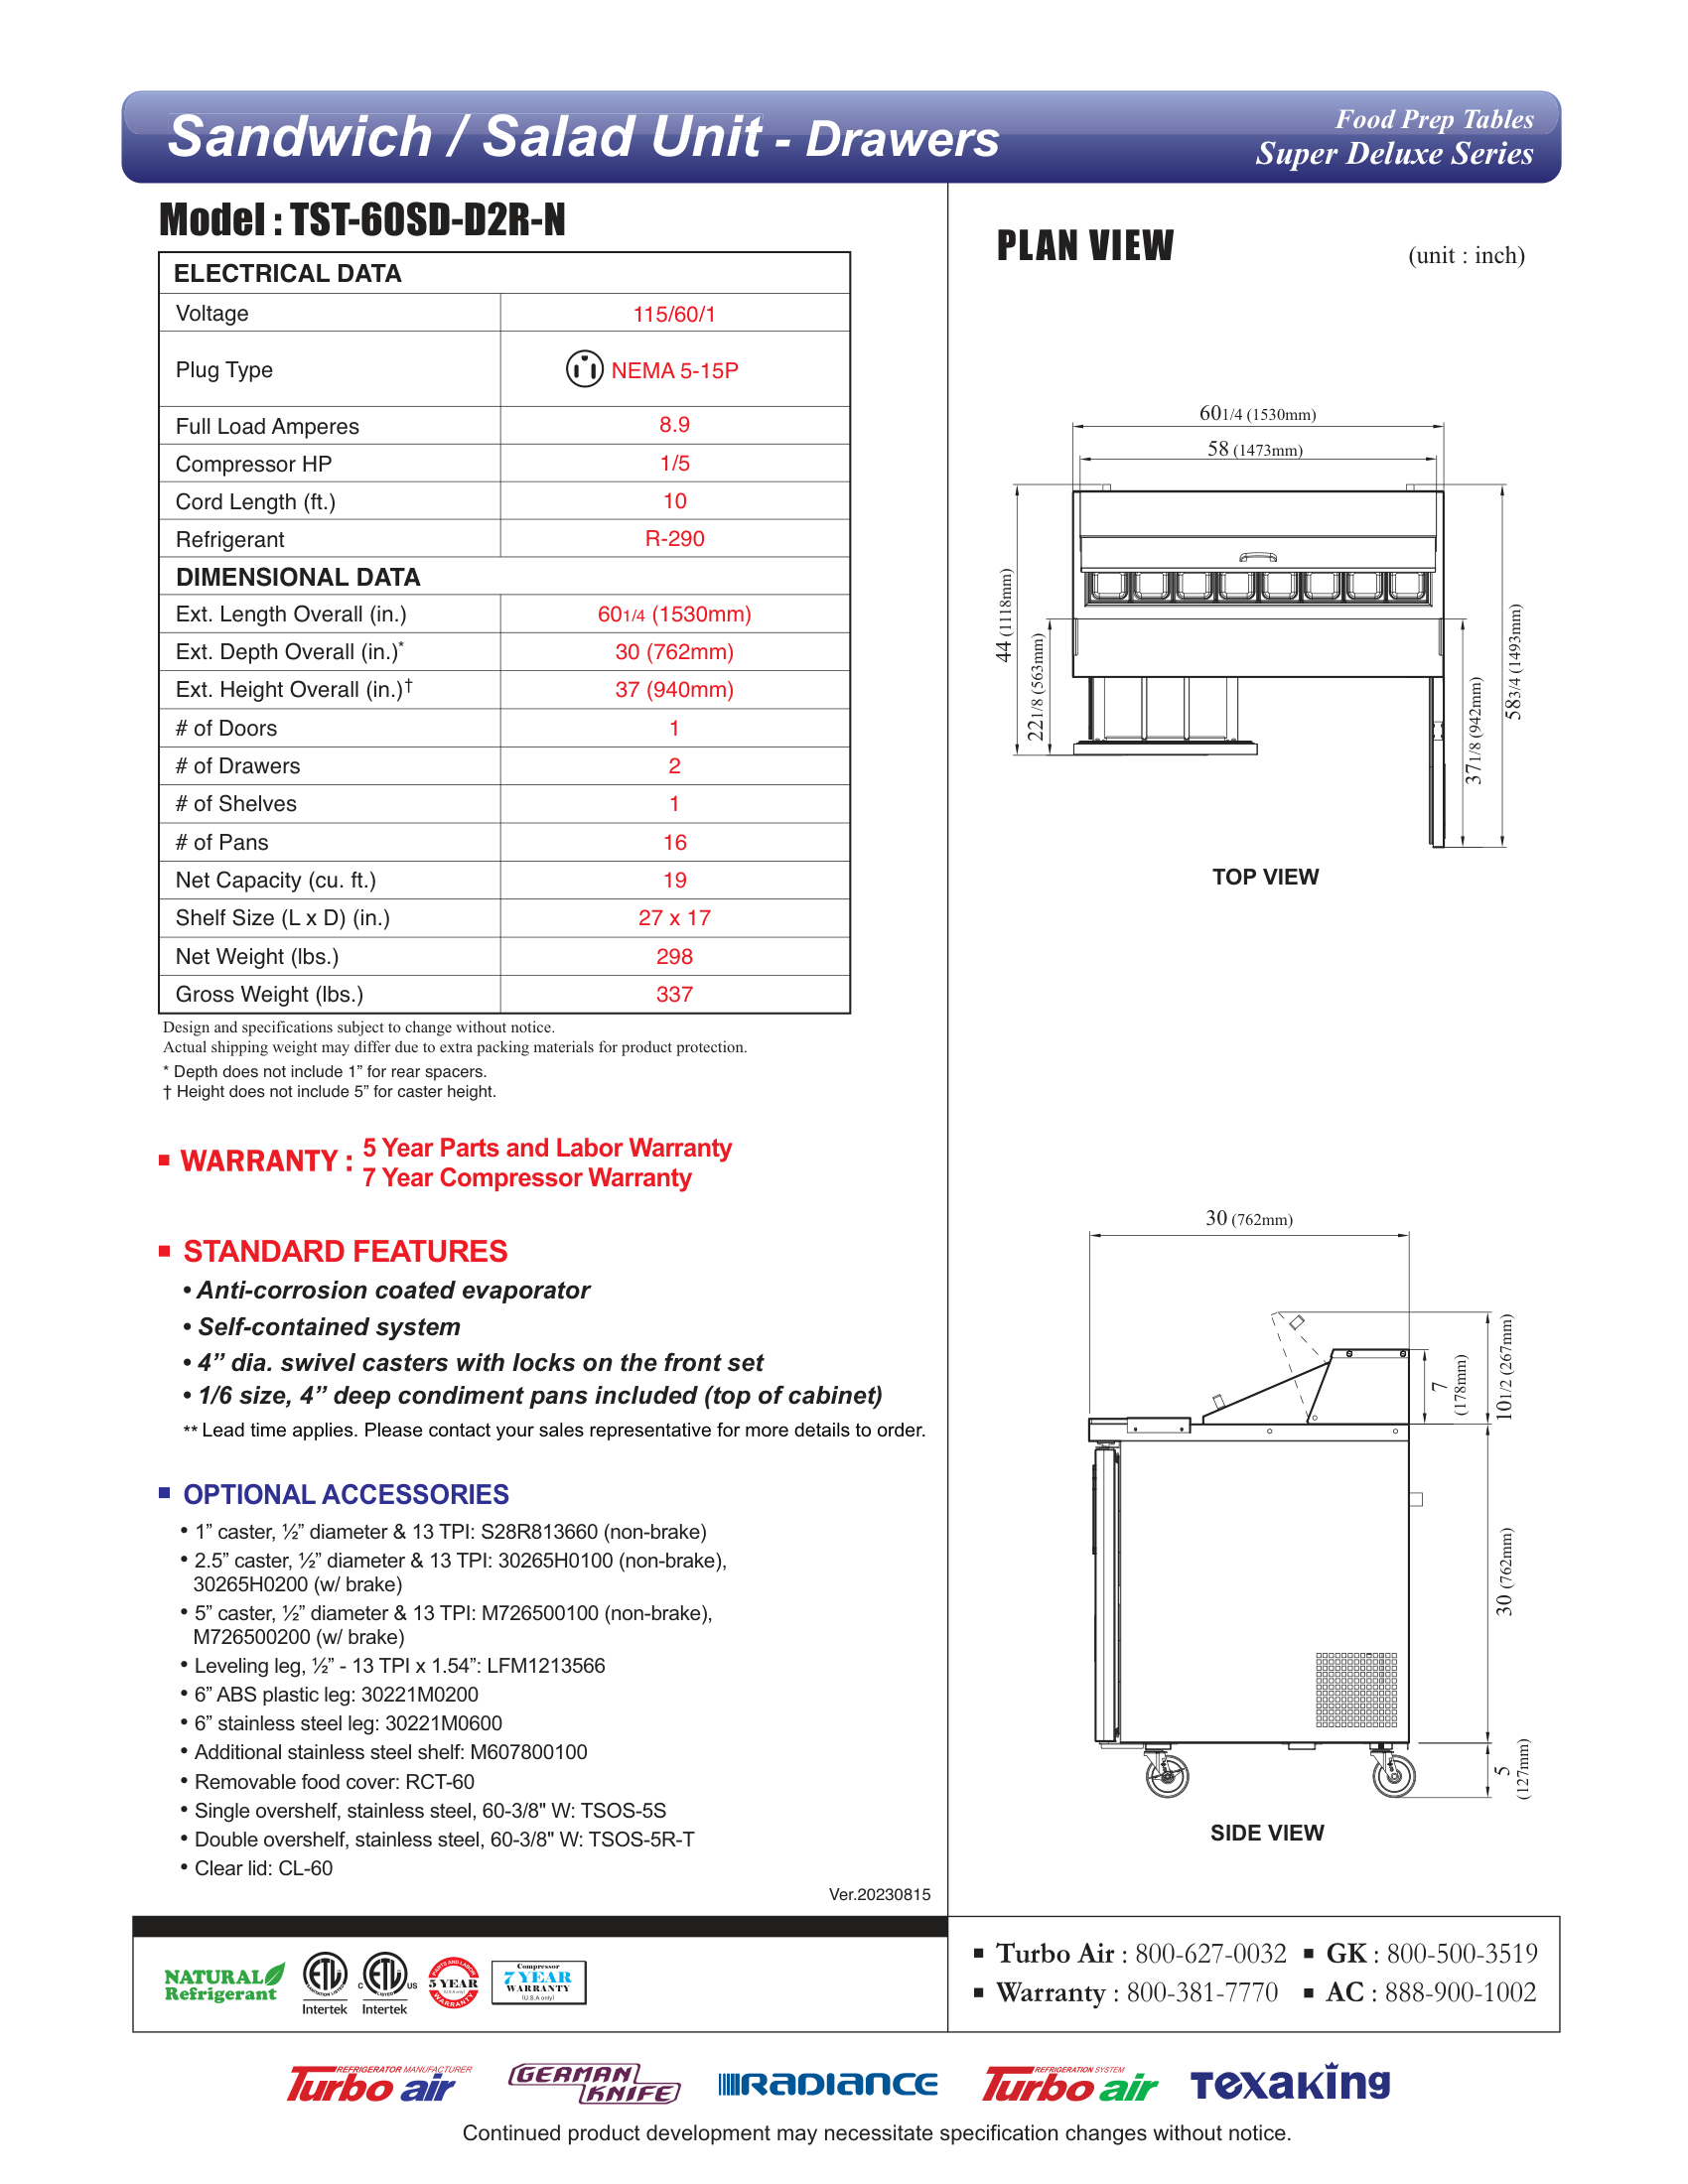 Sandwich / Salad Unit - Drawers
Food Prep Tables
Super Deluxe Series
Model : TST-60SD-D2R-N
ELECTRICAL DATA
Voltage 115/60/1
Plug Type NEMA 5-15P
Full Load Amperes 8.9
Compressor HP 1/5
Cord Length (ft.) 10
Refrigerant R-290
DIMENSIONAL DATA
Ext. Length Overall (in.) 601/4 (1530mm)
Ext. Depth Overall (in.)* 30 (762mm)
Ext. Height Overall (in.)† 37 (940mm)
# of Doors 1
# of Drawers 2
# of Shelves 1
# of Pans 16
Net Capacity (cu. ft.) 19
Shelf Size (L x D) (in.) 27 x 17
Net Weight (lbs.) 298
Gross Weight (lbs.) 337
Design and specifications subject to change without notice.
Actual shipping weight may differ due to extra packing materials for product protection.
* Depth does not include 1” for rear spacers.
† Height does not include 5” for caster height.
WARRANTY : 5 Year Parts and Labor Warranty
7 Year Compressor Warranty
STANDARD FEATURES
• Anti-corrosion coated evaporator
• Self-contained system
• 4” dia. swivel casters with locks on the front set
• 1/6 size, 4” deep condiment pans included (top of cabinet)
** Lead time applies. Please contact your sales representative for more details to order.
OPTIONAL ACCESSORIES
• 1” caster, ½” diameter & 13 TPI: S28R813660 (non-brake)
• 2.5” caster, ½” diameter & 13 TPI: 30265H0100 (non-brake),
30265H0200 (w/ brake)
• 5” caster, ½” diameter & 13 TPI: M726500100 (non-brake),
M726500200 (w/ brake)
• Leveling leg, ½” - 13 TPI x 1.54”: LFM1213566
• 6” ABS plastic leg: 30221M0200
• 6” stainless steel leg: 30221M0600
• Additional stainless steel shelf: M607800100
• Removable food cover: RCT-60
• Single overshelf, stainless steel, 60-3/8" W: TSOS-5S
• Double overshelf, stainless steel, 60-3/8" W: TSOS-5R-T
• Clear lid: CL-60
Ver.20230815
PLAN VIEW
(unit : inch)
601/4 (1530mm)
58 (1473mm)
44 (1118mm)
221/8 (563mm)
371/8 (942mm)
583/4 (1493mm)
TOP VIEW
30 (762mm)
7
(178mm)
101/2 (267mm)
30 (762mm)
5
(127mm)
SIDE VIEW
NATURAL
Refrigerant
ETL
Intertek
C ETL US
LISTED
Intertek
PARTS AND LABOR
5 YEAR
(U.S.A only)
WARRANTY
Compressor
7 YEAR
WARRANTY
(U.S.A only)
Turbo Air : 800-627-0032
GK : 800-500-3519
Warranty : 800-381-7770
AC : 888-900-1002
REFRIGERATOR MANUFACTURER
Turbo air
GERMAN
KNIFE
RADIANCE
REFRIGERATION SYSTEM
Turbo air
Texaking
Continued product development may necessitate specification changes without notice.